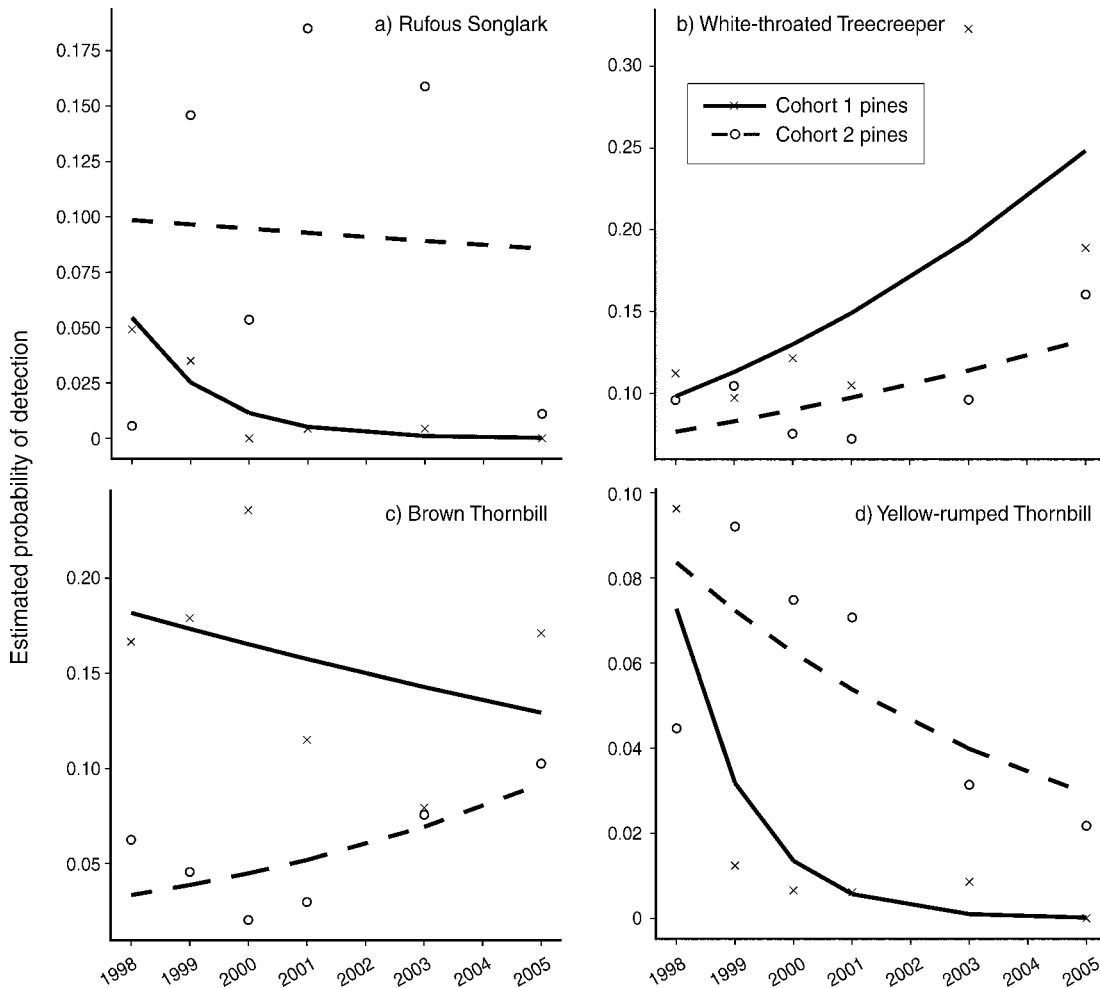 Estimated probability of detection
a) Rufous Songlark
0.175
0.150
0.125
0.100
0.075
0.050
0.025
0
b) White-throated Treecreeper
0.30
0.25
0.20
0.15
0.10
Cohort 1 pines
Cohort 2 pines
c) Brown Thornbill
0.20
0.15
0.10
0.05
1998 1999 2000 2001 2002 2003 2004 2005
d) Yellow-rumped Thornbill
0.10
0.08
0.06
0.04
0.02
0
1998 1999 2000 2001 2002 2003 2004 2005